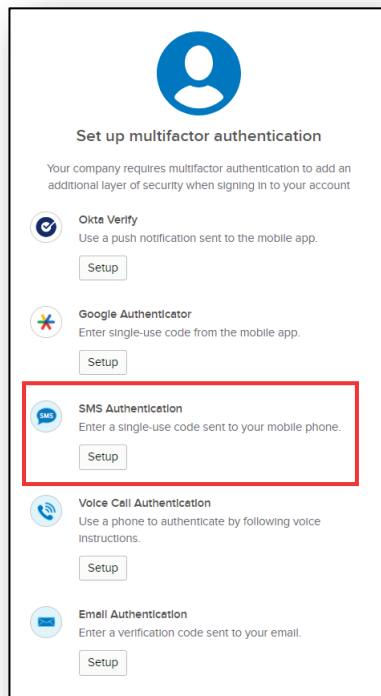 Set up multifactor authentication
Your company requires multifactor authentication to add an
additional layer of security when signing in to your account
Okta Verify
Use a push notification sent to the mobile app.
Setup
Google Authenticator
Enter single-use code from the mobile app.
Setup
SMS
SMS Authentication
Enter a single-use code sent to your mobile phone.
Setup
Voice Call Authentication
Use a phone to authenticate by following voice
instructions.
Setup
Email Authentication
Enter a verification code sent to your email.
Setup